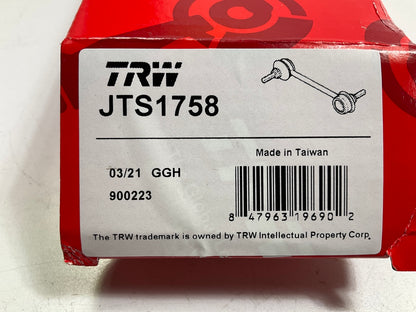 TRW
JTS1758
Made in Taiwan
03/21 GGH
900223
8 47963 19690 2
The TRW trademark is owned by TRW Intellectual Property Corp.